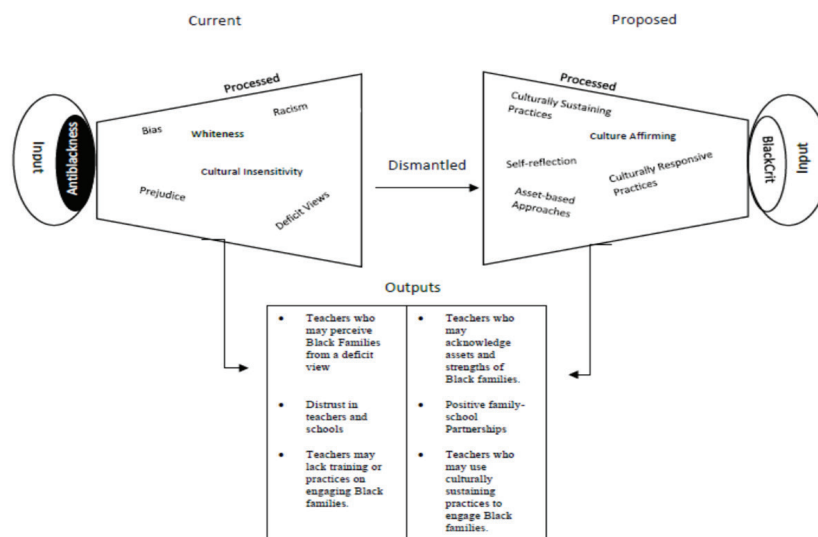 Current
Proposed
Processed
Input
Antiblackness
Bias
Racism
Whiteness
Cultural Insensitivity
Prejudice
Deficit Views
Dismantled
Processed
Culturally Sustaining
Practices
Culture Affirming
Self-reflection
Culturally Responsive
Practices
Asset-based
Approaches
BlackCrit
Input
Outputs
• Teachers who
may perceive
Black Families
from a deficit
view
• Distrust in
teachers and
schools
• Teachers may
lack training or
practices on
engaging Black
families.
• Teachers who
may
acknowledge
assets and
strengths of
Black families.
• Positive family-
school
Partnerships
• Teachers who
may use
culturally
sustaining
practices to
engage Black
families.